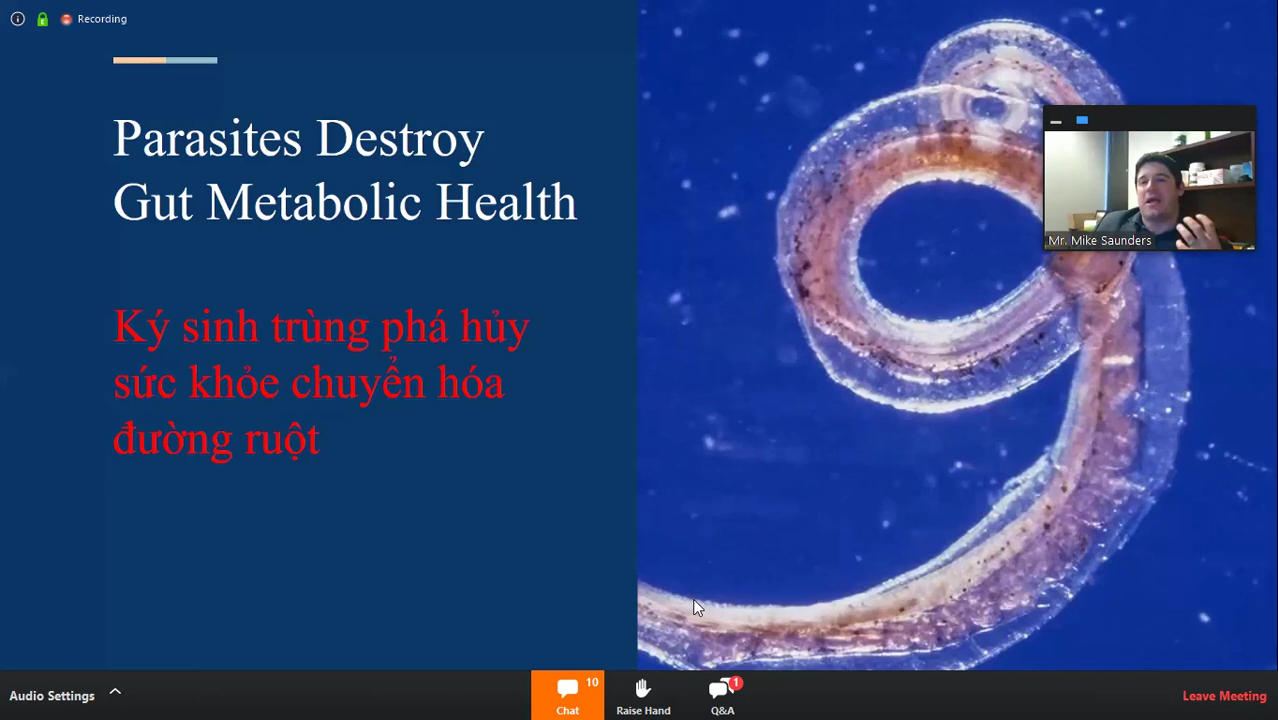 Recording
Parasites Destroy
Gut Metabolic Health
Ký sinh trùng phá hủy
sức khỏe chuyển hóa
đường ruột
Mr. Mike Saunders
Audio Settings
10
Chat
Raise Hand
1
Q&A
Leave Meeting